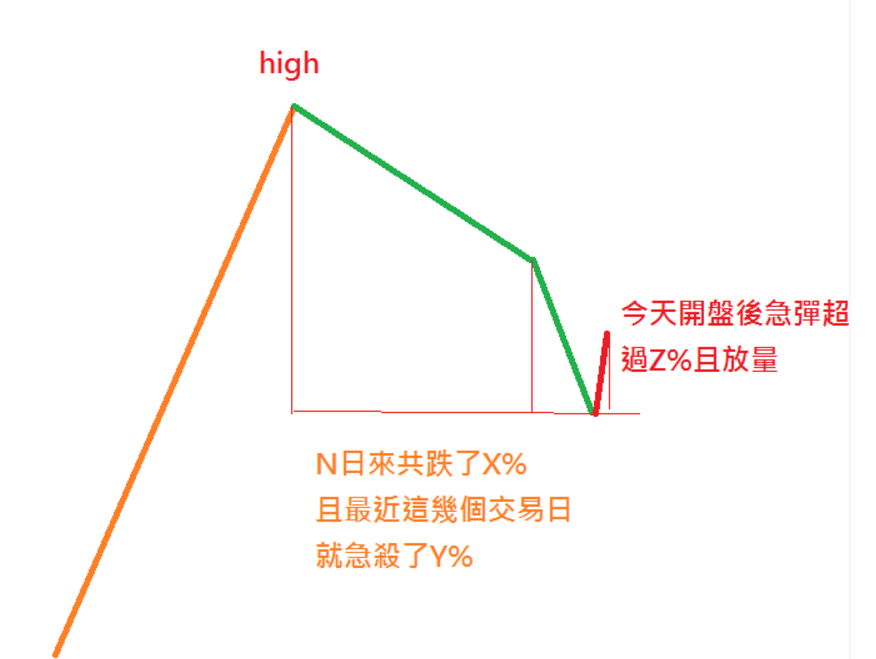 high
今天開盤後急彈超
過Z%且放量
N日來共跌了X%
且最近這幾個交易日
就急殺了Y%